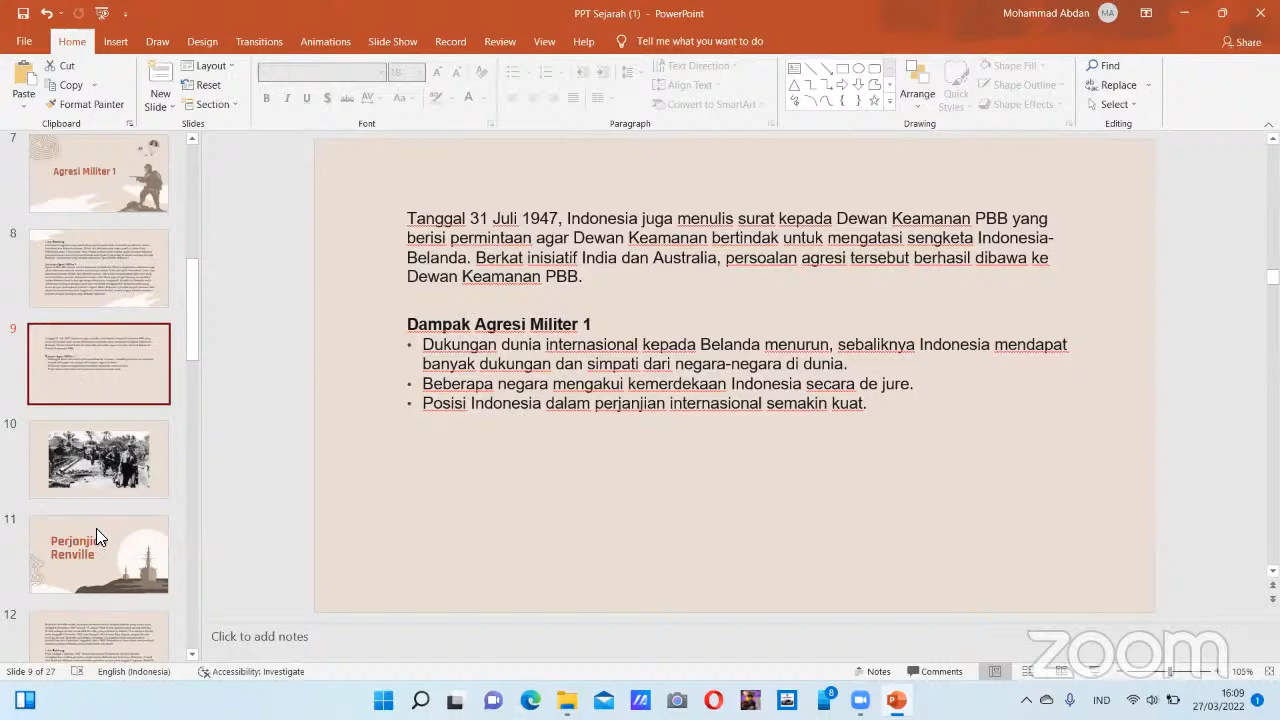 PPT Sejarah (1) - PowerPoint
Mohammad Abdan
MA
File Home Insert Draw Design Transitions Animations Slide Show Record Review View Help Tell me what you want to do Share
Paste
Cut
Copy
Format Painter
Clipboard
New Slide
Layout
Reset
Section
Slides
18
Font
Text Direction
Align Text
Convert to SmartArt
Paragraph
Arrange
Quick Styles
Shape Fill
Shape Outline
Shape Effects
Drawing
Find
Replace
Select
Editing
7
Agresi Militer 1
8
9
10
11
Perjanjian
Renville
12
Tanggal 31 Juli 1947, Indonesia juga menulis surat kepada Dewan Keamanan PBB yang
berisi permintaan agar Dewan Keamanan bertindak untuk mengatasi sengketa Indonesia-
Belanda. Berkat inisiatif India dan Australia, persoalan agresi tersebut berhasil dibawa ke
Dewan Keamanan PBB.
Dampak Agresi Militer 1
• Dukungan dunia internasional kepada Belanda menurun, sebaliknya Indonesia mendapat
banyak dukungan dan simpati dari negara-negara di dunia.
• Beberapa negara mengakui kemerdekaan Indonesia secara de jure.
• Posisi Indonesia dalam perjanjian internasional semakin kuat.
Click to add notes
zoom
Slide 9 of 27 English (Indonesia) Accessibility: Investigate Notes Comments 105%
8
IND
16:09
27/03/2022
1